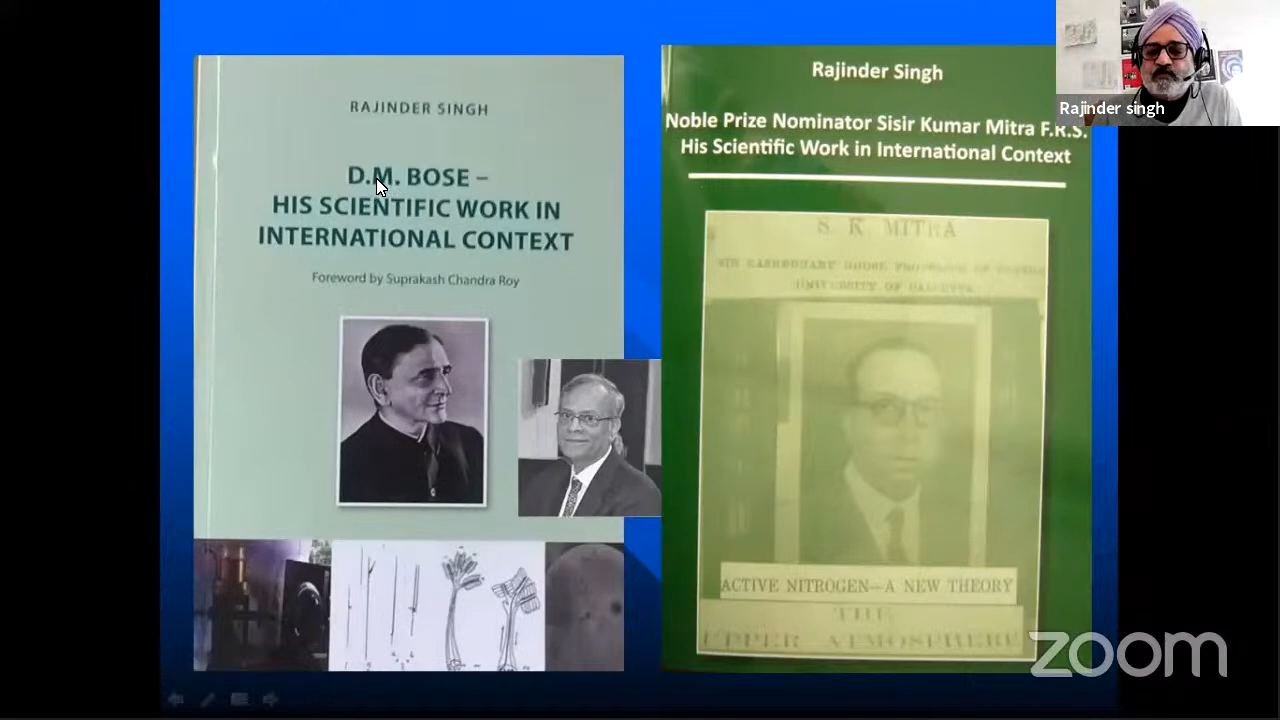 RAJINDER SINGH
D.M. BOSE –
HIS SCIENTIFIC WORK IN
INTERNATIONAL CONTEXT
Foreword by Suprakash Chandra Roy
Rajinder Singh
Noble Prize Nominator Sisir Kumar Mitra F.R.S.
His Scientific Work in International Context
S. K. MITRA
UNIVERSITY OF CALCUTTA
ACTIVE NITROGEN—A NEW THEORY
THE
UPPER ATMOSPHERE
Rajinder singh
zoom